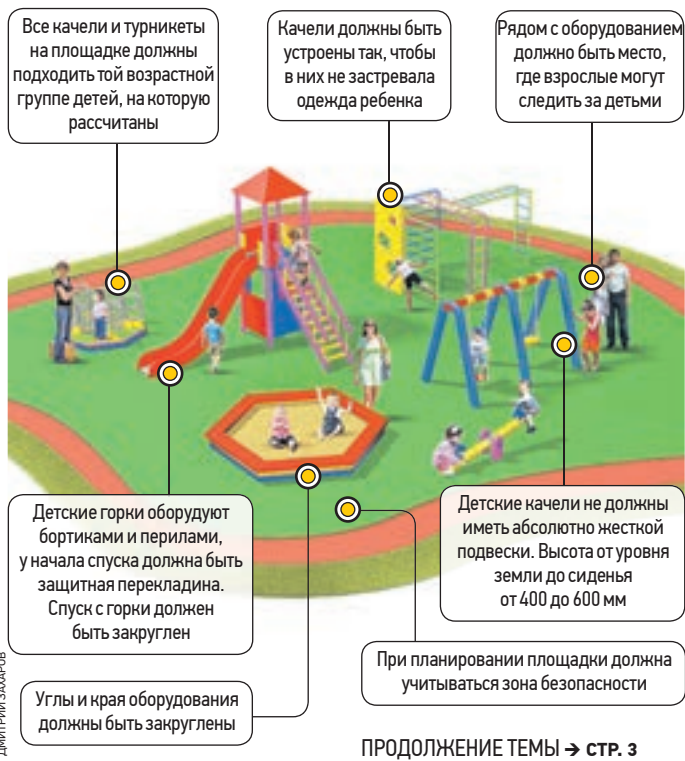 Все качели и турникеты
на площадке должны
подходить той возрастной
группе детей, на которую
рассчитаны
Качели должны быть
устроены так, чтобы
в них не застревала
одежда ребенка
Рядом с оборудованием
должно быть место,
где взрослые могут
следить за детьми
Детские горки оборудуют
бортиками и перилами,
у начала спуска должна быть
защитная перекладина.
Спуск с горки должен
быть закруглен
Детские качели не должны
иметь абсолютно жесткой
подвески. Высота от уровня
земли до сиденья
от 400 до 600 мм
При планировании площадки должна
учитываться зона безопасности
Углы и края оборудования
должны быть закруглены
ДМИТРИЙ ЗАХАРОВ
ПРОДОЛЖЕНИЕ ТЕМЫ → СТР. 3